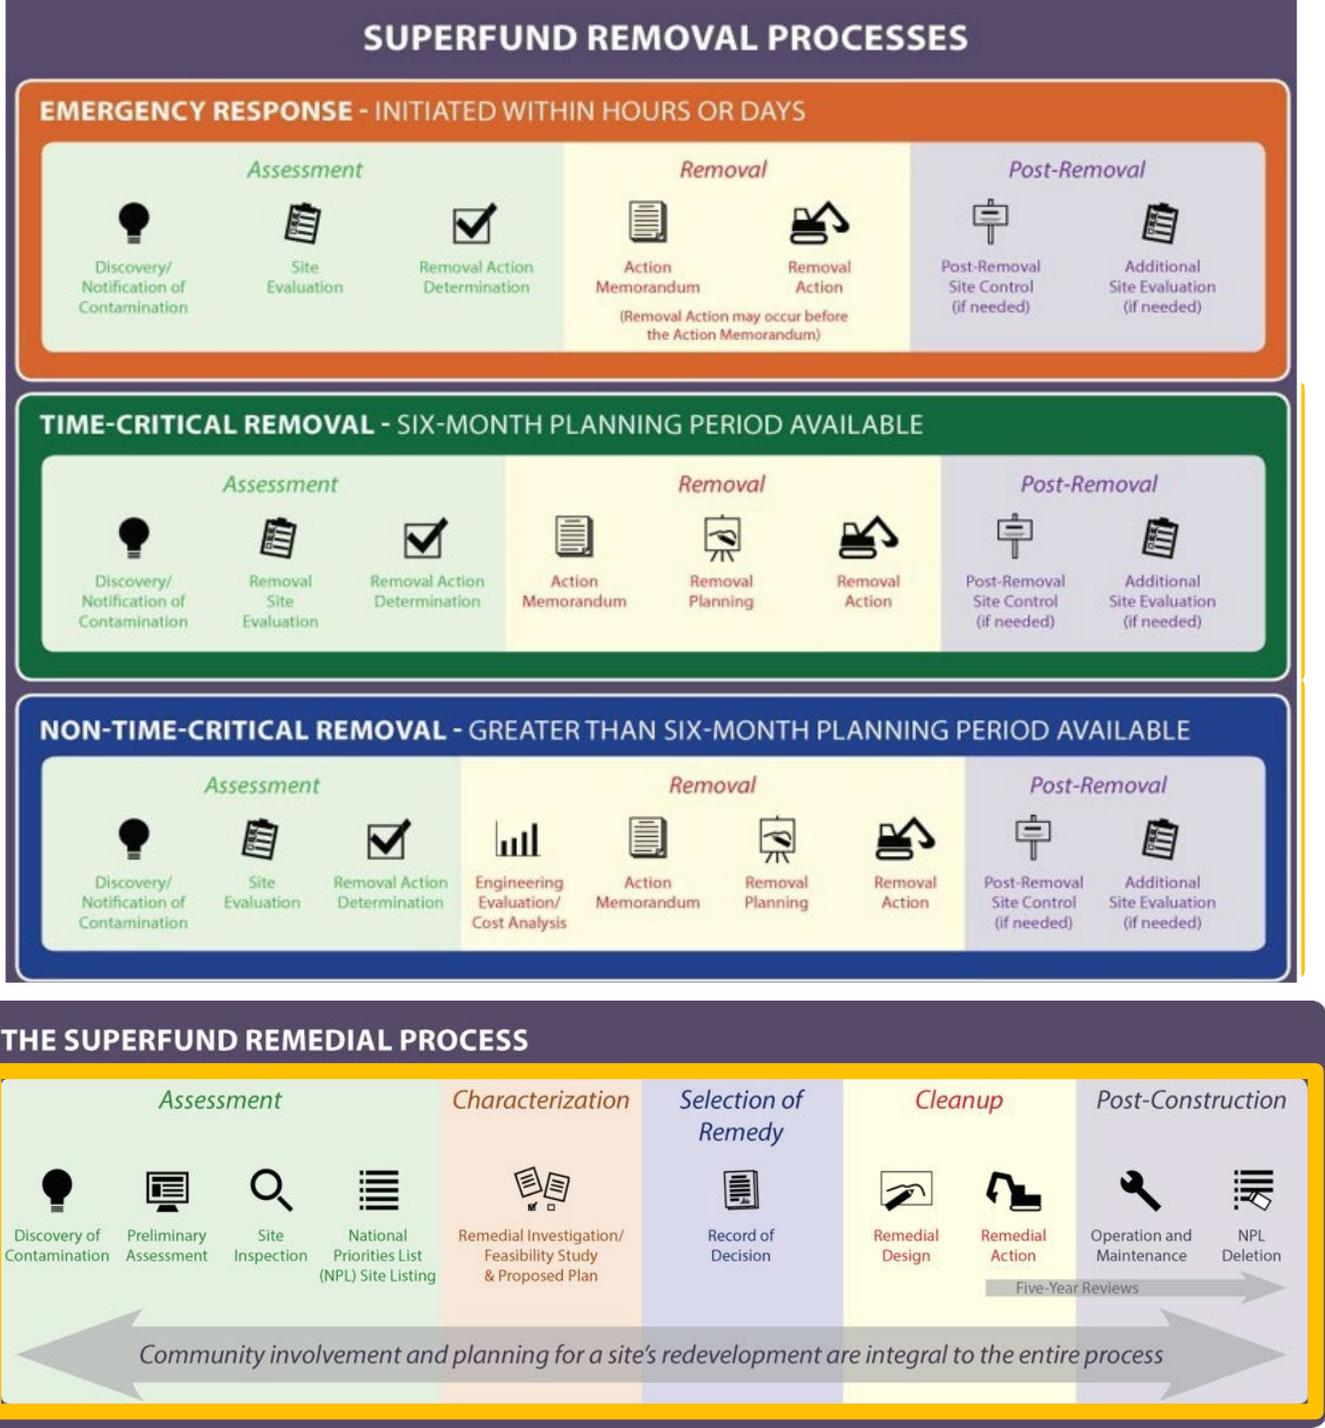 SUPERFUND REMOVAL PROCESSES
EMERGENCY RESPONSE - INITIATED WITHIN HOURS OR DAYS
Assessment
Discovery/
Notification of
Contamination
Site
Evaluation
Removal Action
Determination
Removal
Action
Memorandum
Removal
Action
(Removal Action may occur before
the Action Memorandum)
Post-Removal
Post-Removal
Site Control
(if needed)
Additional
Site Evaluation
(if needed)
TIME-CRITICAL REMOVAL - SIX-MONTH PLANNING PERIOD AVAILABLE
Assessment
Discovery/
Notification of
Contamination
Removal
Site
Evaluation
Removal Action
Determination
Removal
Action
Memorandum
Removal
Planning
Removal
Action
Post-Removal
Post-Removal
Site Control
(if needed)
Additional
Site Evaluation
(if needed)
NON-TIME-CRITICAL REMOVAL - GREATER THAN SIX-MONTH PLANNING PERIOD AVAILABLE
Assessment
Discovery/
Notification of
Contamination
Site
Evaluation
Removal Action
Determination
Removal
Engineering
Evaluation/
Cost Analysis
Action
Memorandum
Removal
Planning
Removal
Action
Post-Removal
Post-Removal
Site Control
(if needed)
Additional
Site Evaluation
(if needed)
THE SUPERFUND REMEDIAL PROCESS
Assessment
Discovery of
Contamination
Preliminary
Assessment
Site
Inspection
National
Priorities List
(NPL) Site Listing
Characterization
Remedial Investigation/
Feasibility Study
& Proposed Plan
Selection of
Remedy
Record of
Decision
Cleanup
Remedial
Design
Remedial
Action
Post-Construction
Operation and
Maintenance
NPL
Deletion
Five-Year Reviews
Community involvement and planning for a site's redevelopment are integral to the entire process